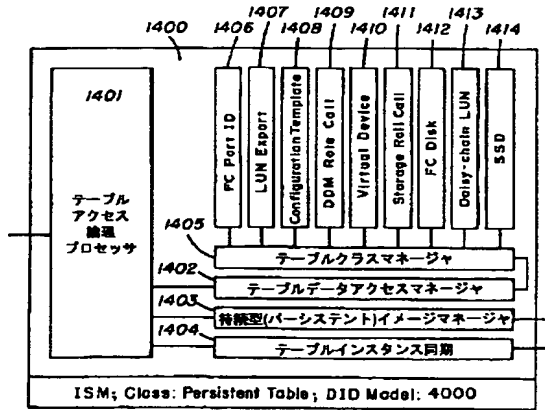 1400
1406
1407
1408
1409
1410
1411
1412
1413
1414
1401
テーブル
アクセス
論理
プロセッサ
FC Port ID
LUN Export
Configuration Template
DDM Role Call
Virtual Device
Storage Roll Call
FC Disk
Daisy-chain LUN
SSD
1405
テーブルクラスマネージャ
1402
テーブルデータアクセスマネージャ
1403
持続型(パーシステント)イメージマネージャ
1404
テーブルインスタンス同期
ISM; Class: Persistent Table; DID Model: 4000